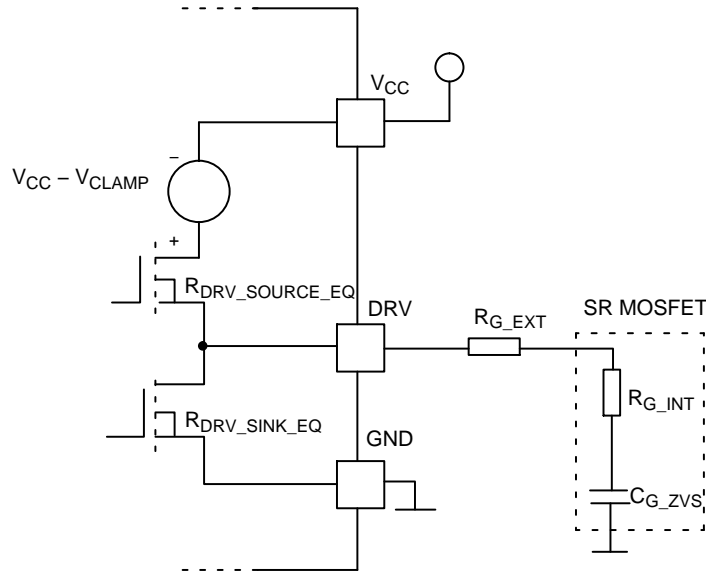 V_CC
−
V_CC − V_CLAMP
+
R_DRV_SOURCE_EQ
DRV
R_G_EXT
SR MOSFET
R_G_INT
R_DRV_SINK_EQ
GND
C_G_ZVS